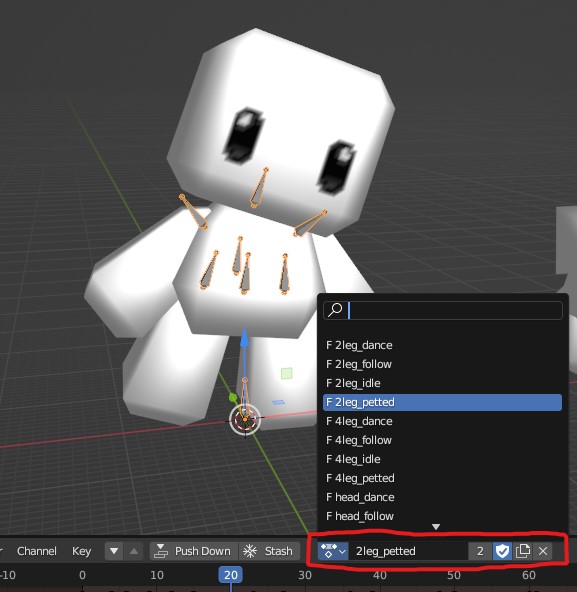 F 2leg_dance
F 2leg_follow
F 2leg_idle
F 2leg_petted
F 4leg_dance
F 4leg_follow
F 4leg_idle
F 4leg_petted
F head_dance
F head_follow
Channel Key Push Down Stash 2leg_petted 2
-10 0 10 20 30 40 50 60